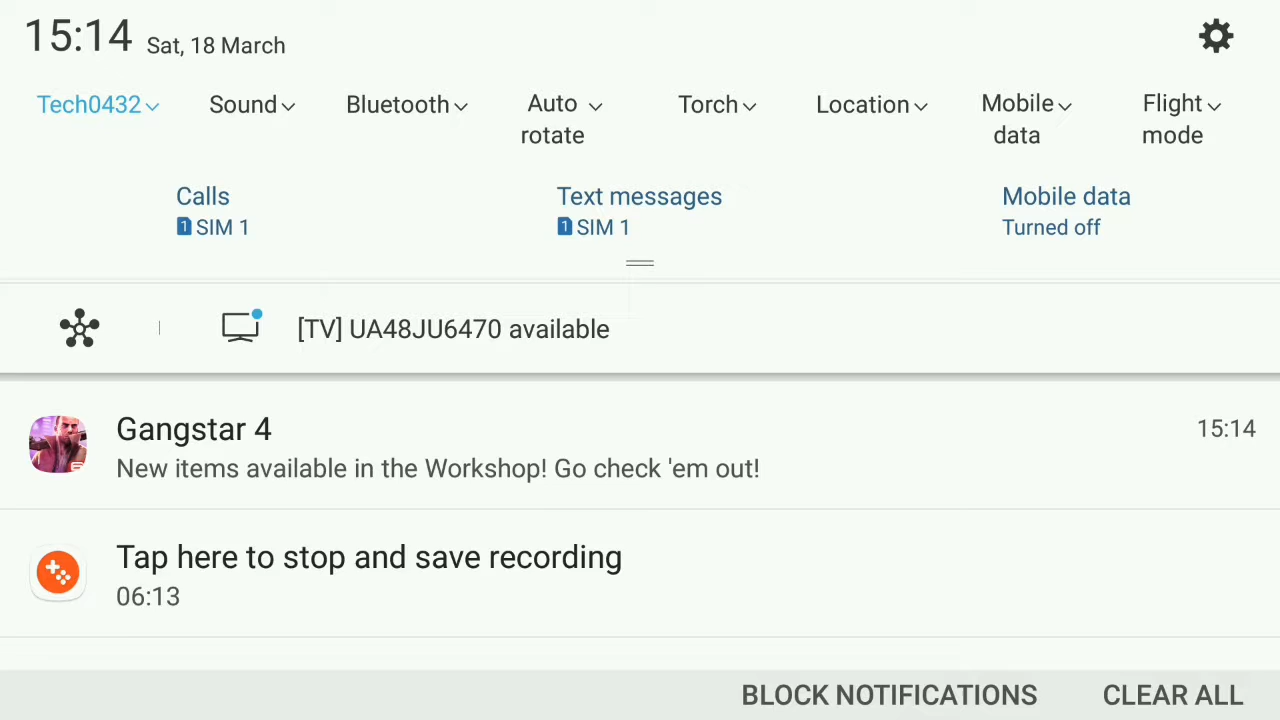 15:14 Sat, 18 March
Tech0432 Sound Bluetooth Auto rotate Torch Location Mobile data Flight mode
Calls Text messages Mobile data
1 SIM 1 1 SIM 1 Turned off
[TV] UA48JU6470 available
Gangstar 4 15:14
New items available in the Workshop! Go check 'em out!
Tap here to stop and save recording
06:13
BLOCK NOTIFICATIONS CLEAR ALL